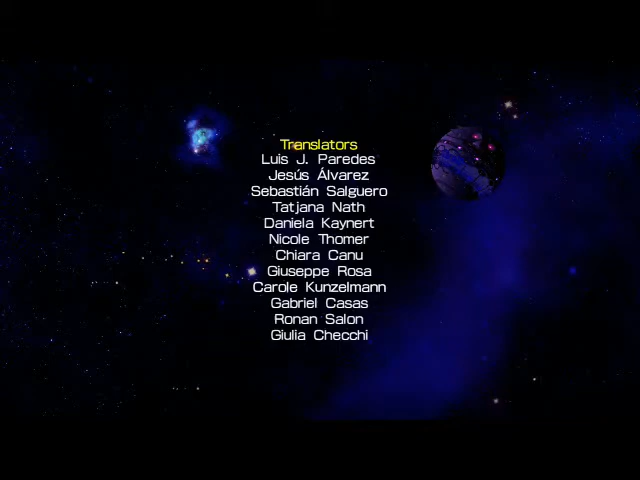 Translators
Luis J. Paredes
Jesús Álvarez
Sebastián Salguero
Tatjana Nath
Daniela Kaynert
Nicole Thomer
Chiara Canu
Giuseppe Rosa
Carole Kunzelmann
Gabriel Casas
Ronan Salon
Giulia Checchi